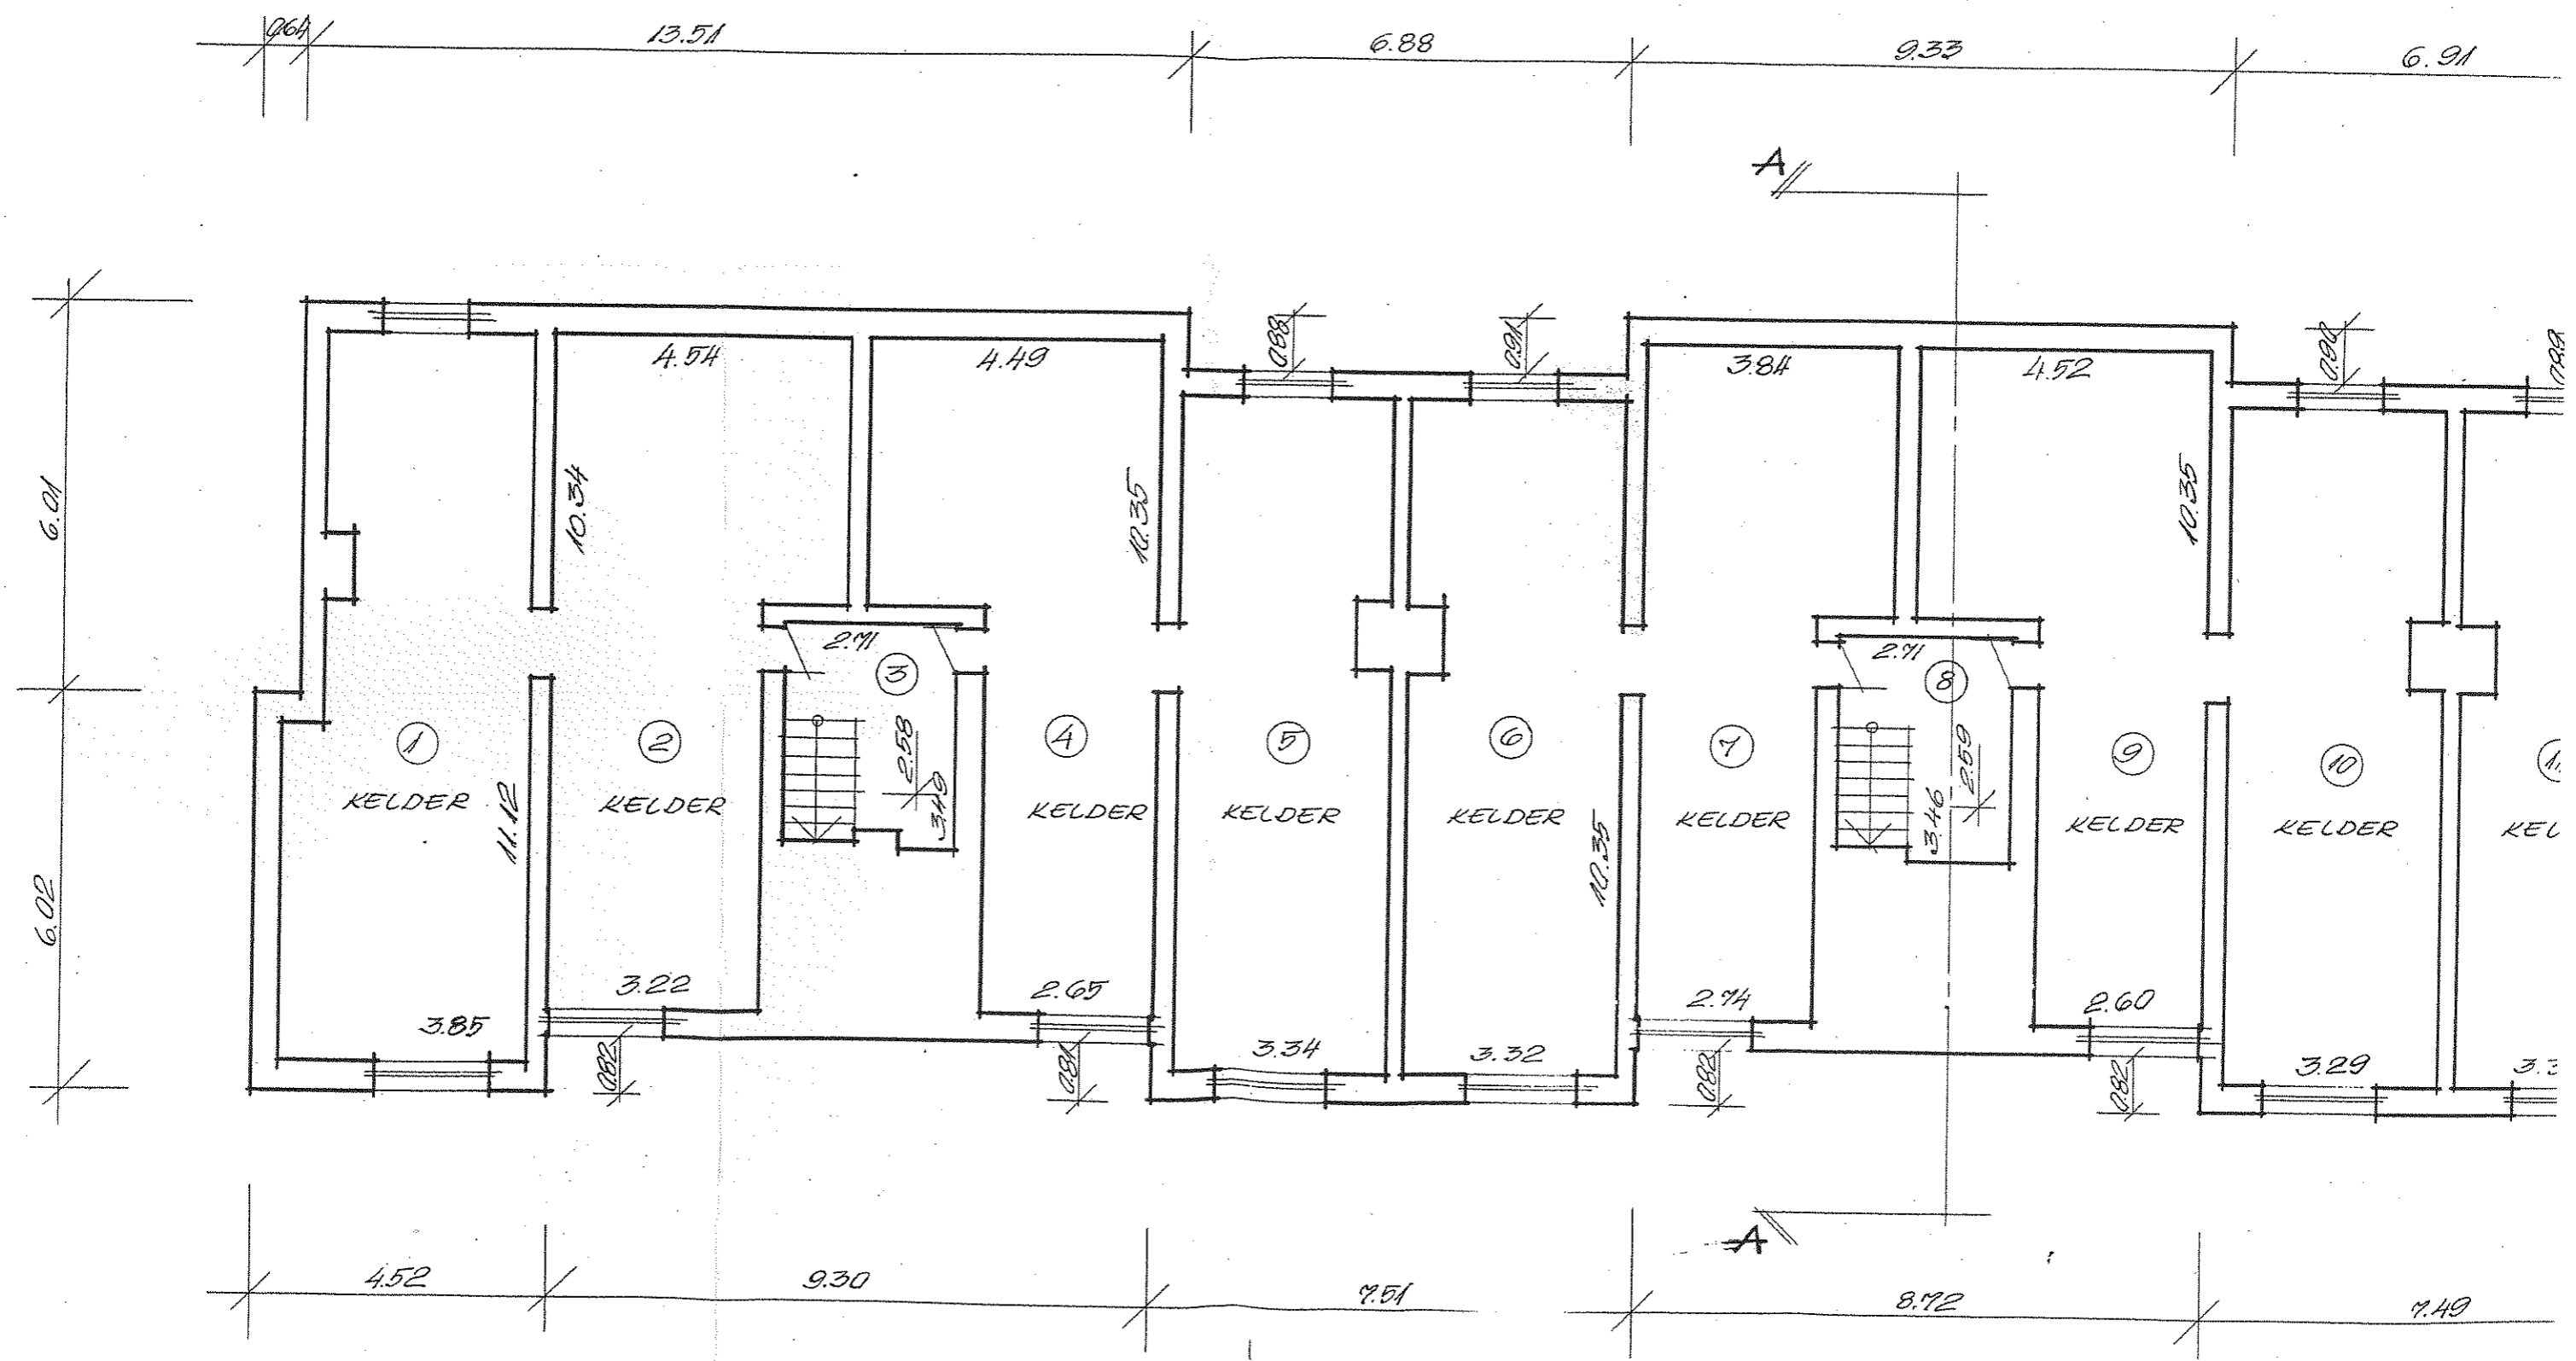 0.64 13.51 6.88 9.33 6.91
A
0.88 0.91
4.54 4.49 3.84 4.52
10.34 10.35 10.35
6.01
2.71 2.71
3 8
1 2 4 5 6 7 9 10
2.58 2.59
KELDER KELDER KELDER KELDER KELDER KELDER KELDER KELDER
11.12 3.49 10.35 3.46
6.02
3.22 2.65 2.74 2.60
3.85 3.34 3.32 3.29
0.82 0.81 0.82 0.82
A
4.52 9.30 7.51 8.72 7.49